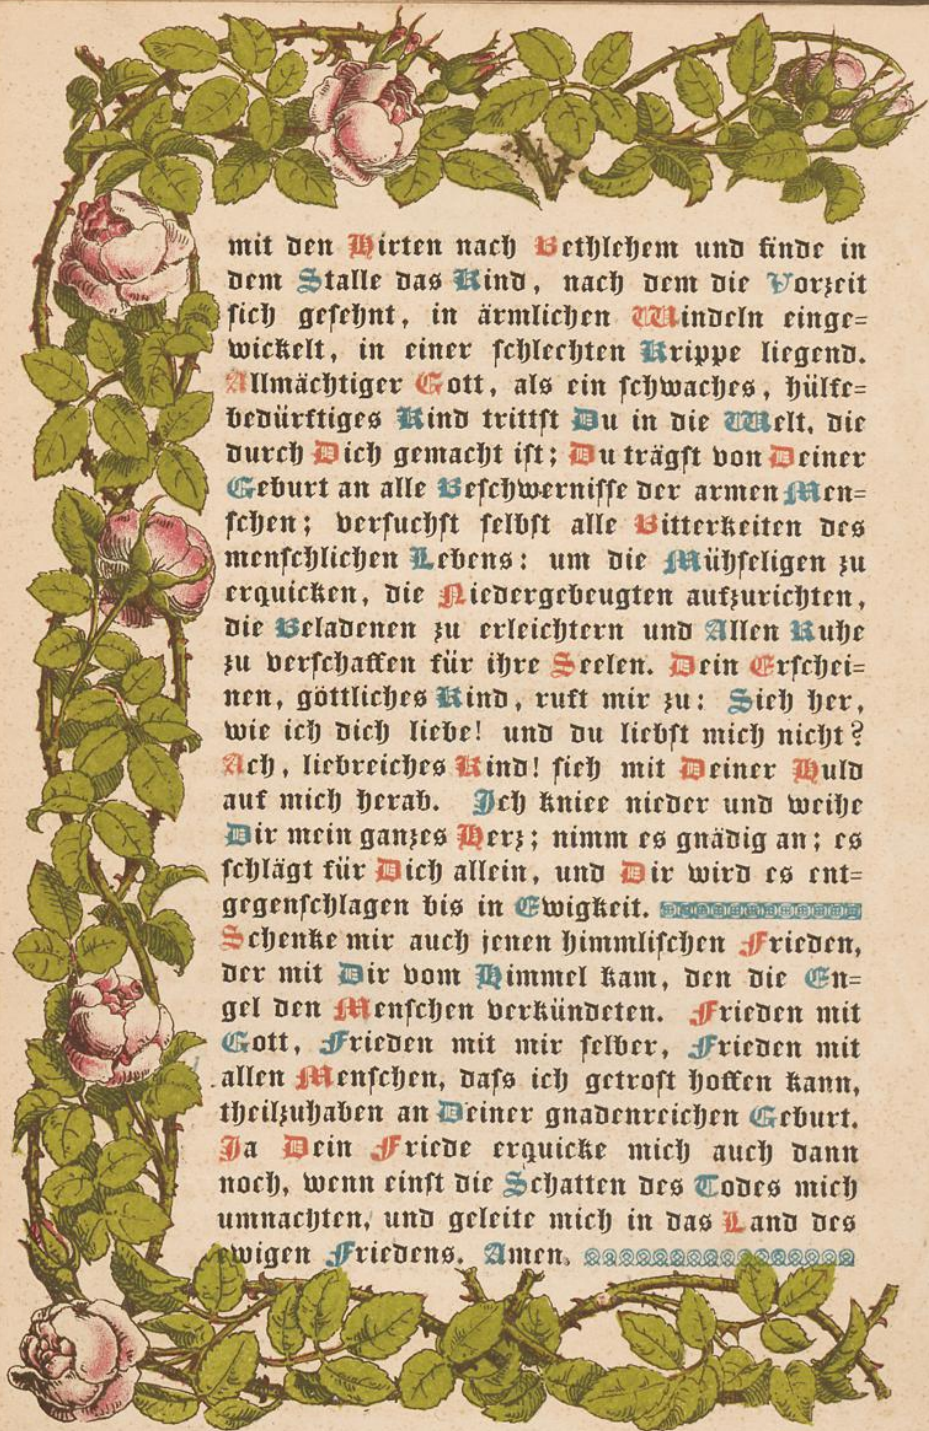 mit den Hirten nach Bethlehem und finde in
dem Stalle das Kind, nach dem die Vorzeit
sich gesehnt, in ärmlichen Windeln einge=
wickelt, in einer schlechten Krippe liegend.
Allmächtiger Gott, als ein schwaches, hülfe=
bedürftiges Kind trittst Du in die Welt, die
durch Dich gemacht ist; Du trägst von Deiner
Geburt an alle Beschwernisse der armen Men=
schen; versuchst selbst alle Bitterkeiten des
menschlichen Lebens: um die Mühseligen zu
erquicken, die Niedergebeugten aufzurichten,
die Beladenen zu erleichtern und Allen Ruhe
zu verschaffen für ihre Seelen. Dein Erschei=
nen, göttliches Kind, ruft mir zu: Sieh her,
wie ich dich liebe! und du liebst mich nicht?
Ach, liebreiches Kind! sieh mit Deiner Huld
auf mich herab. Ich kniee nieder und weihe
Dir mein ganzes Herz; nimm es gnädig an; es
schlägt für Dich allein, und Dir wird es ent=
gegenschlagen bis in Ewigkeit.
Schenke mir auch jenen himmlischen Frieden,
der mit Dir vom Himmel kam, den die En=
gel den Menschen verkündeten. Frieden mit
Gott, Frieden mit mir selber, Frieden mit
allen Menschen, dass ich getrost hoffen kann,
theilzuhaben an Deiner gnadenreichen Geburt.
Ja Dein Friede erquicke mich auch dann
noch, wenn einst die Schatten des Todes mich
umnachten, und geleite mich in das Land des
ewigen Friedens. Amen.